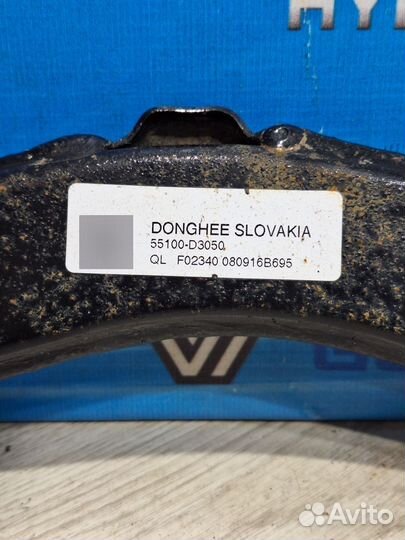 DONGHEE SLOVAKIA
55100-D3050
QL F02340 080916B695
Avito